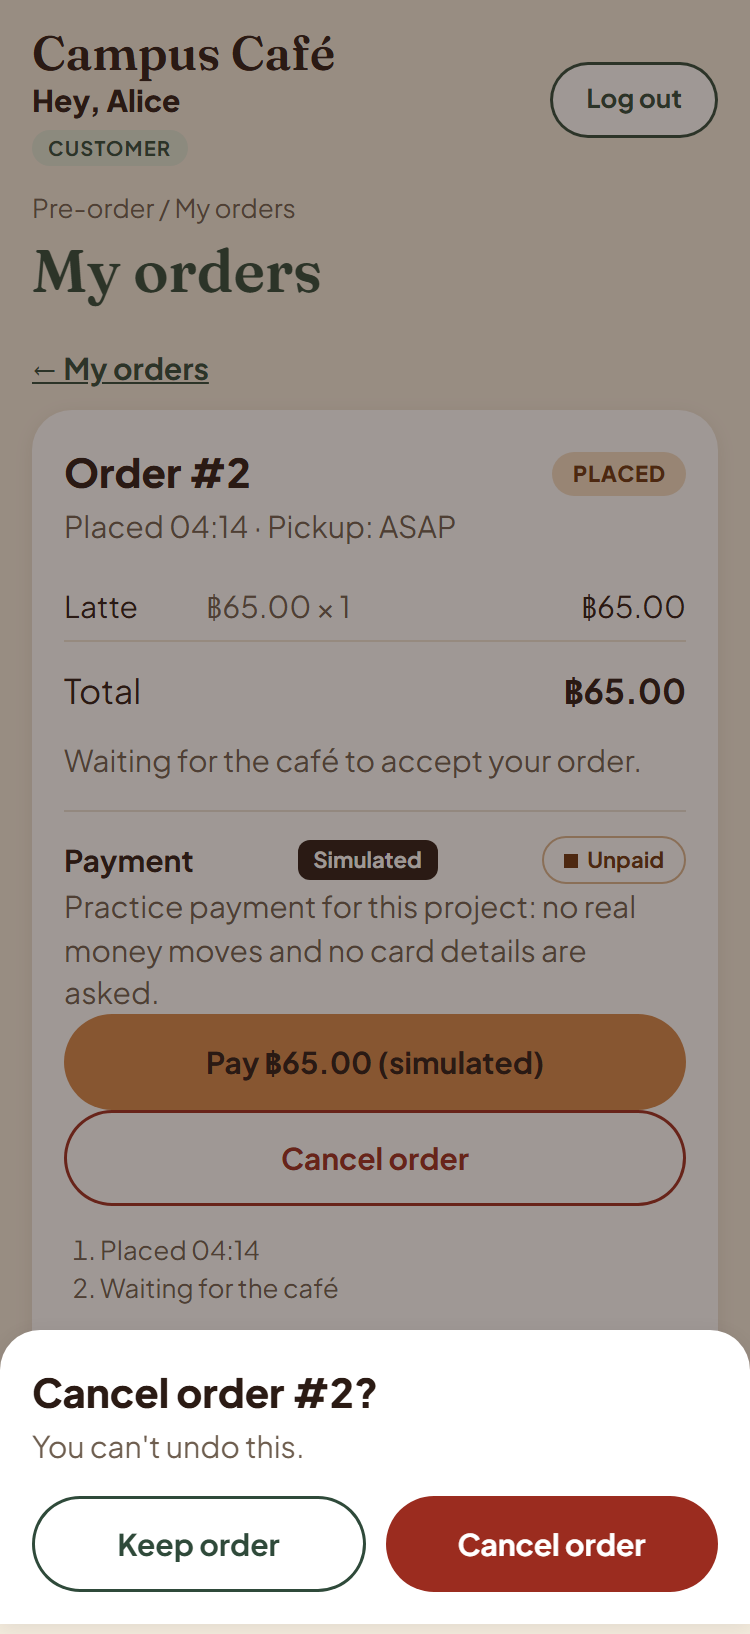 Campus Café
Hey, Alice
Log out
CUSTOMER
Pre-order / My orders
My orders
← My orders
Order #2
PLACED
Placed 04:14 · Pickup: ASAP
Latte ฿65.00 × 1 ฿65.00
Total ฿65.00
Waiting for the café to accept your order.
Payment Simulated Unpaid
Practice payment for this project: no real
money moves and no card details are
asked.
Pay ฿65.00 (simulated)
Cancel order
1. Placed 04:14
2. Waiting for the café
Cancel order #2?
You can't undo this.
Keep order Cancel order